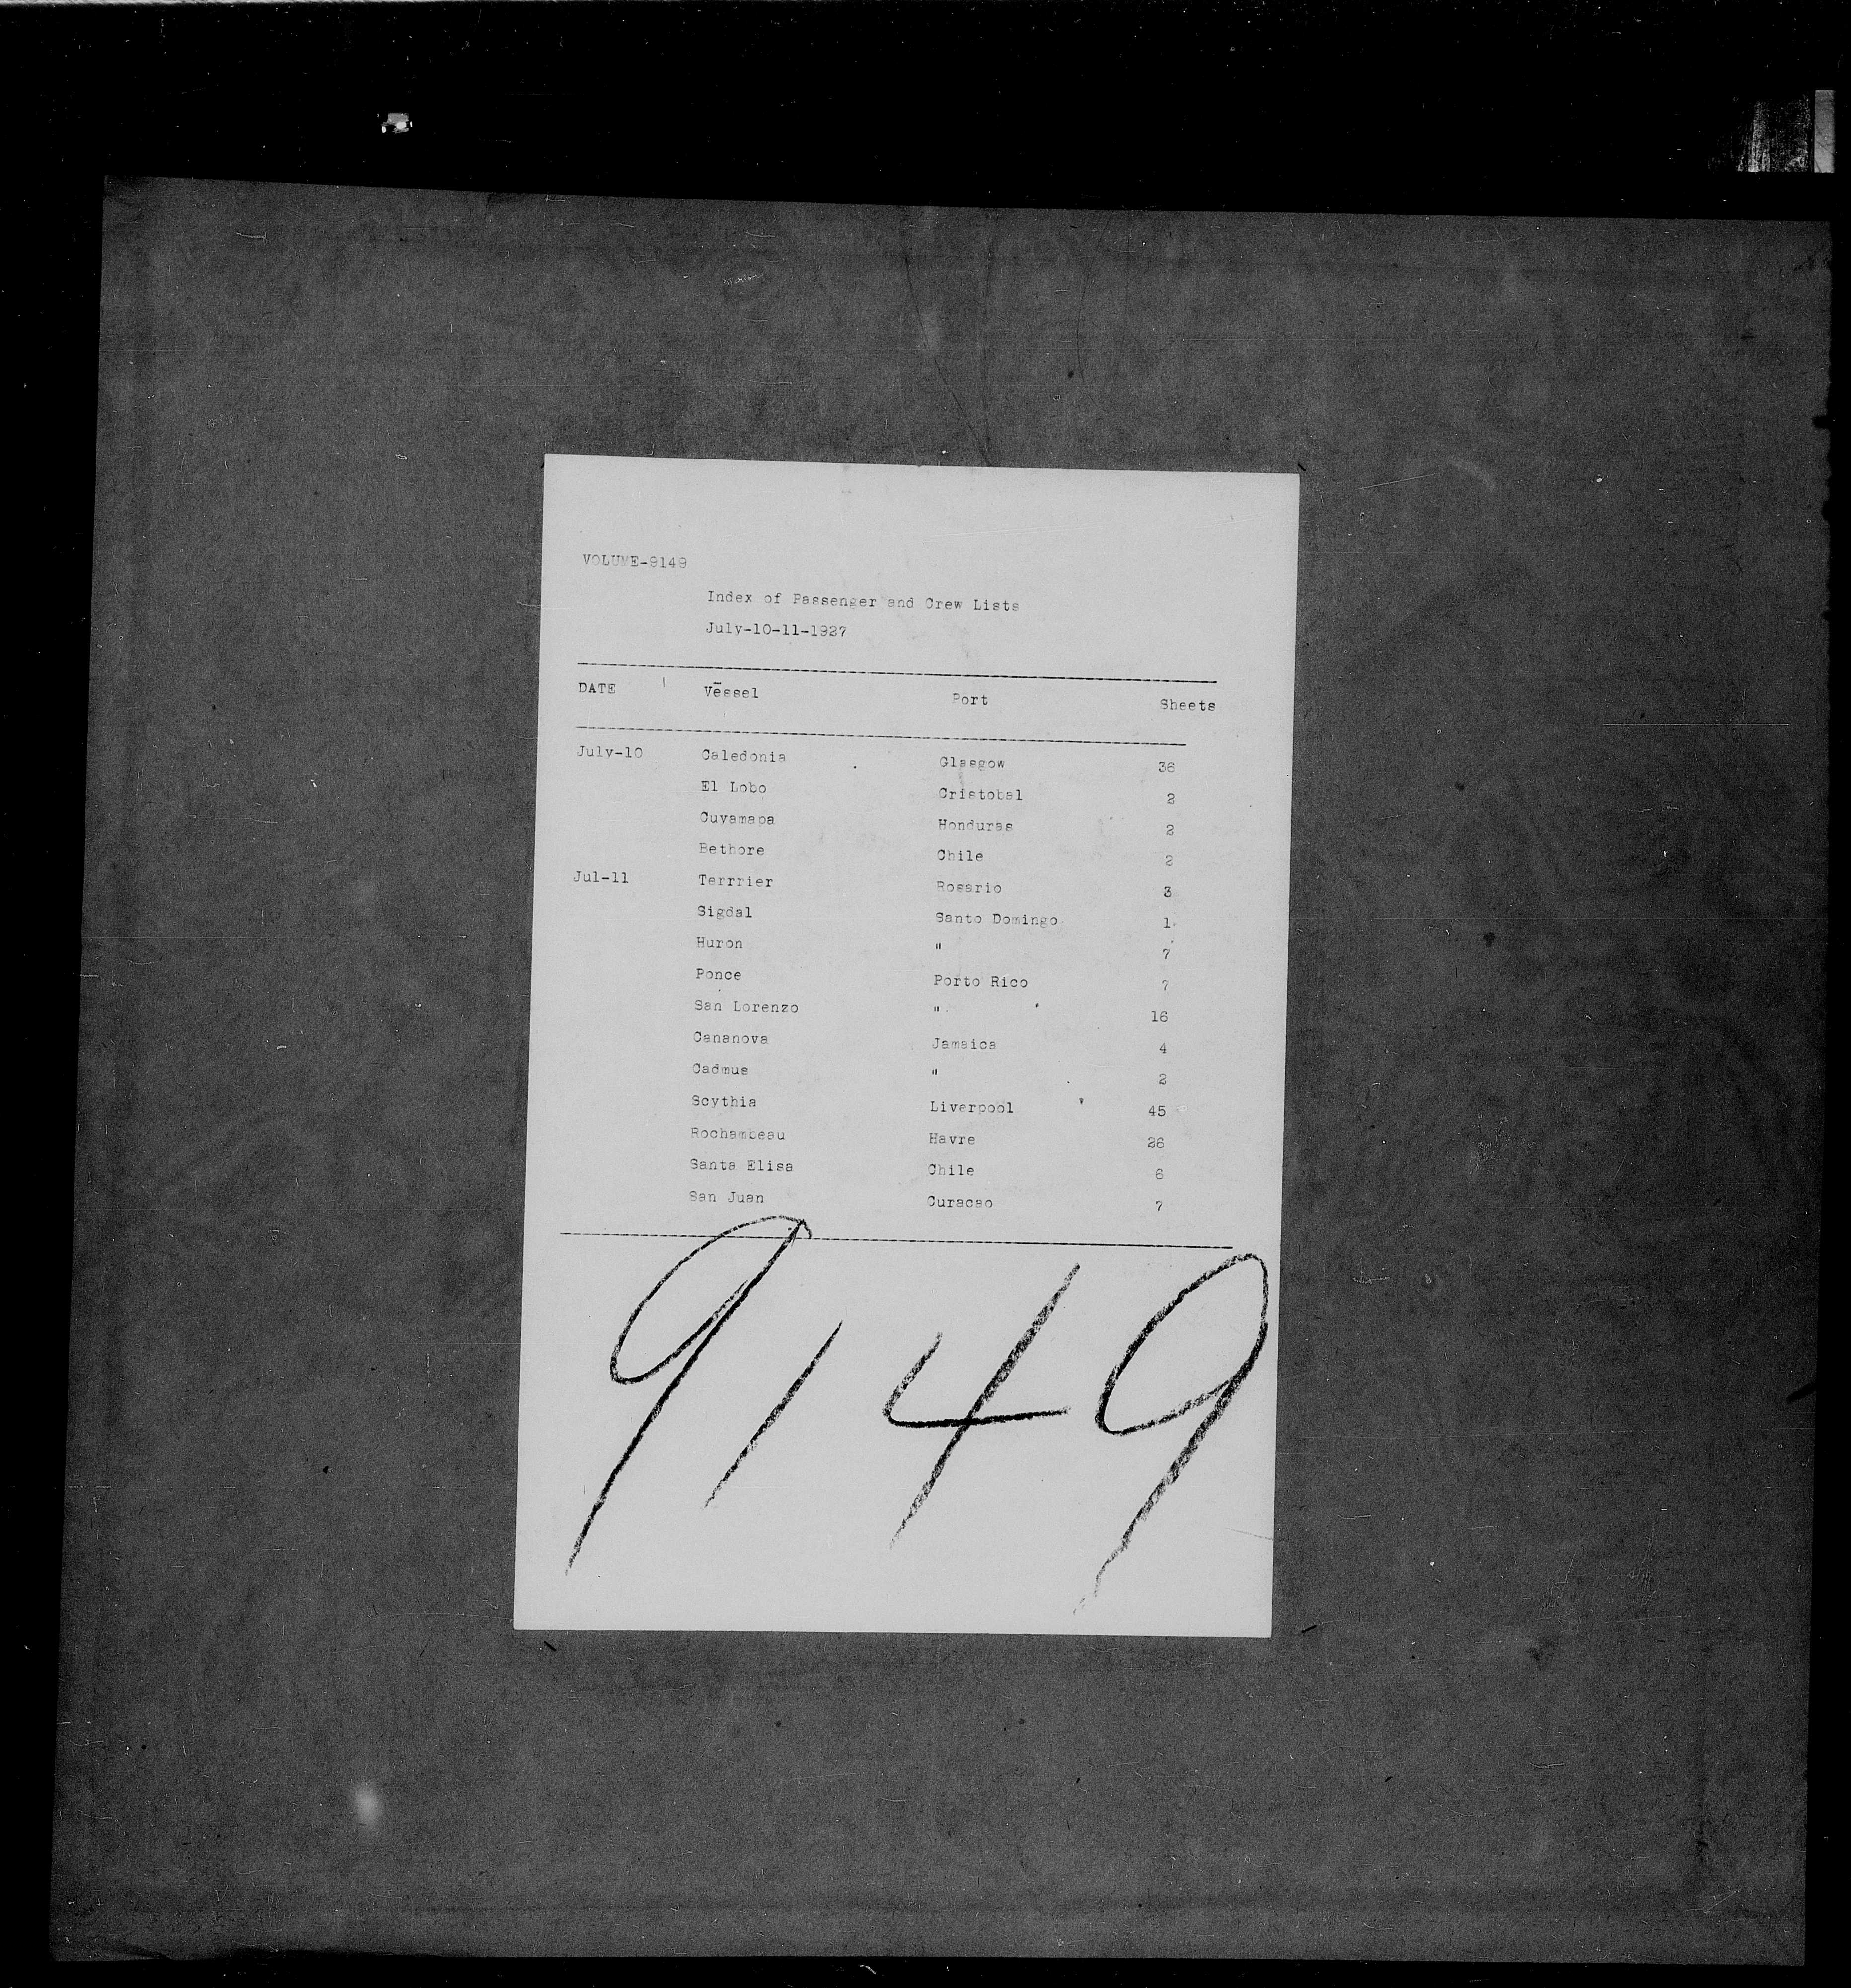 VOLUME-9149
Index of Passenger and Crew Lists
July-10-11-1927
DATE Vessel Port Sheets
July-10 Caledonia Glasgow 36
El Lobo Cristobal 2
Cuyamapa Honduras 2
Bethore Chile 2
Jul-11 Terrrier Rosario 3
Sigdal Santo Domingo 1
Huron " 7
Ponce Porto Rico 7
San Lorenzo " 16
Cananova Jamaica 4
Cadmus " 2
Scythia Liverpool 45
Rochambeau Havre 26
Santa Elisa Chile 6
San Juan Curacao 7
9149